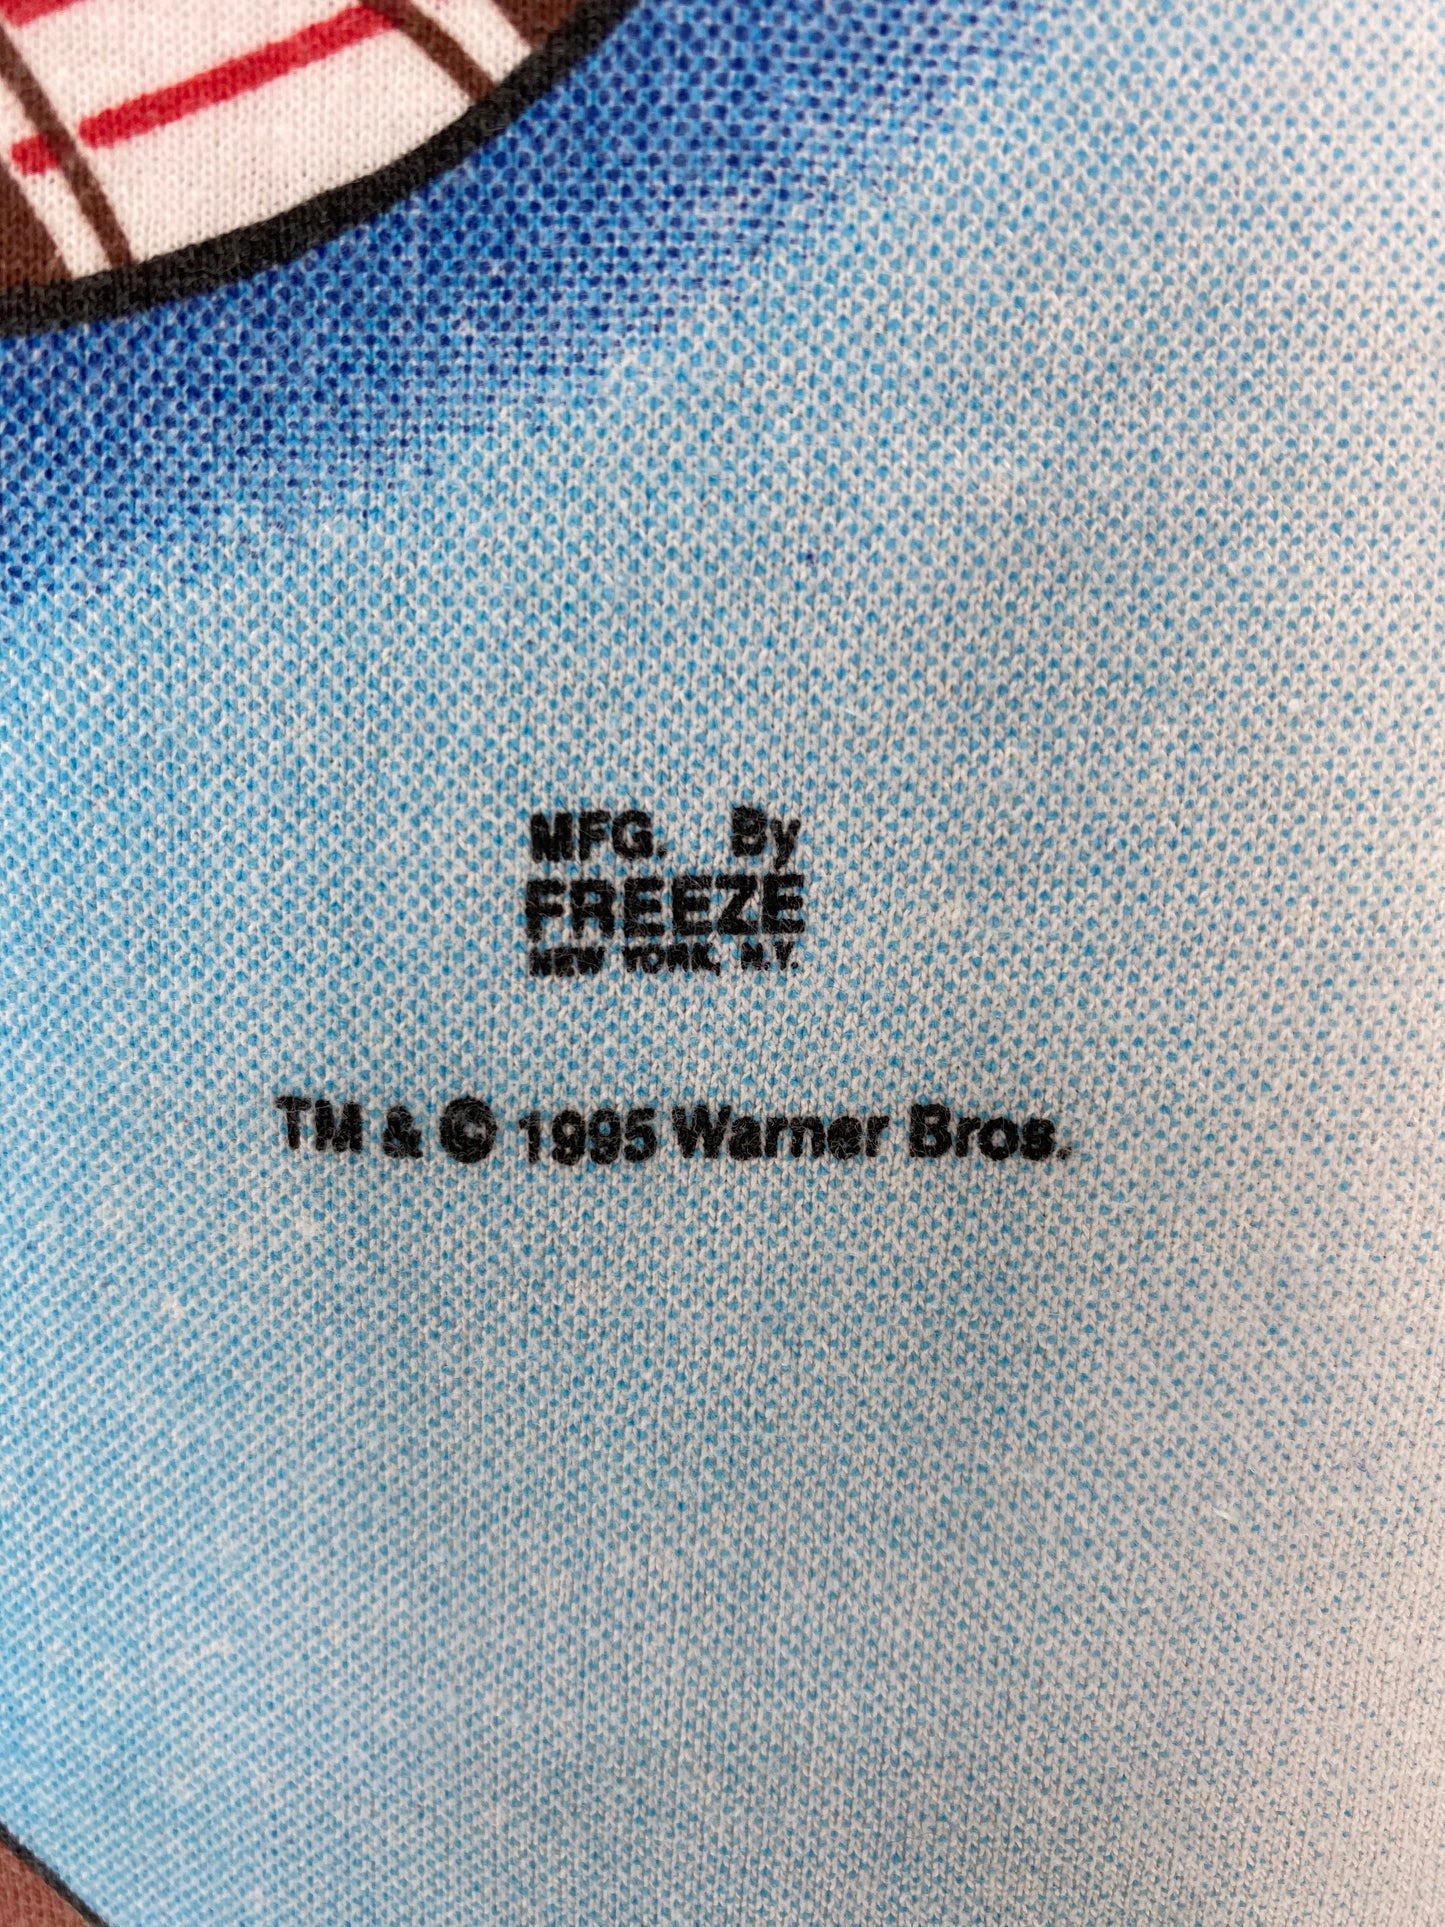 MFG. By
FREEZE
NEW YORK, N.Y.
TM & © 1995 Warner Bros.